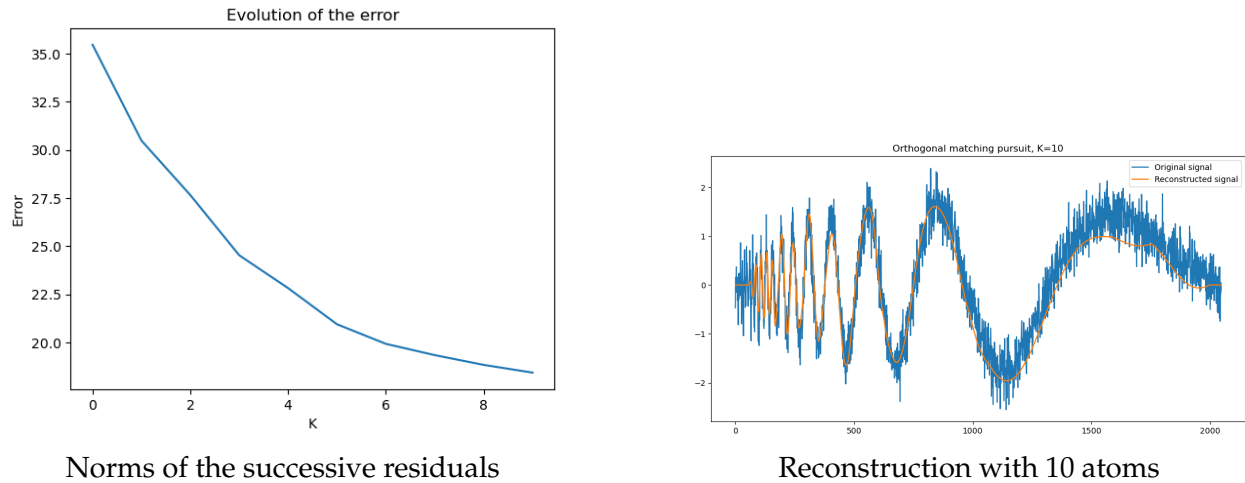 Evolution of the error
35.0
32.5
30.0
27.5
25.0
22.5
20.0
Error
0 2 4 6 8
K
Norms of the successive residuals
Orthogonal matching pursuit, K=10
Original signal
Reconstructed signal
2
1
0
−1
−2
0 500 1000 1500 2000
Reconstruction with 10 atoms